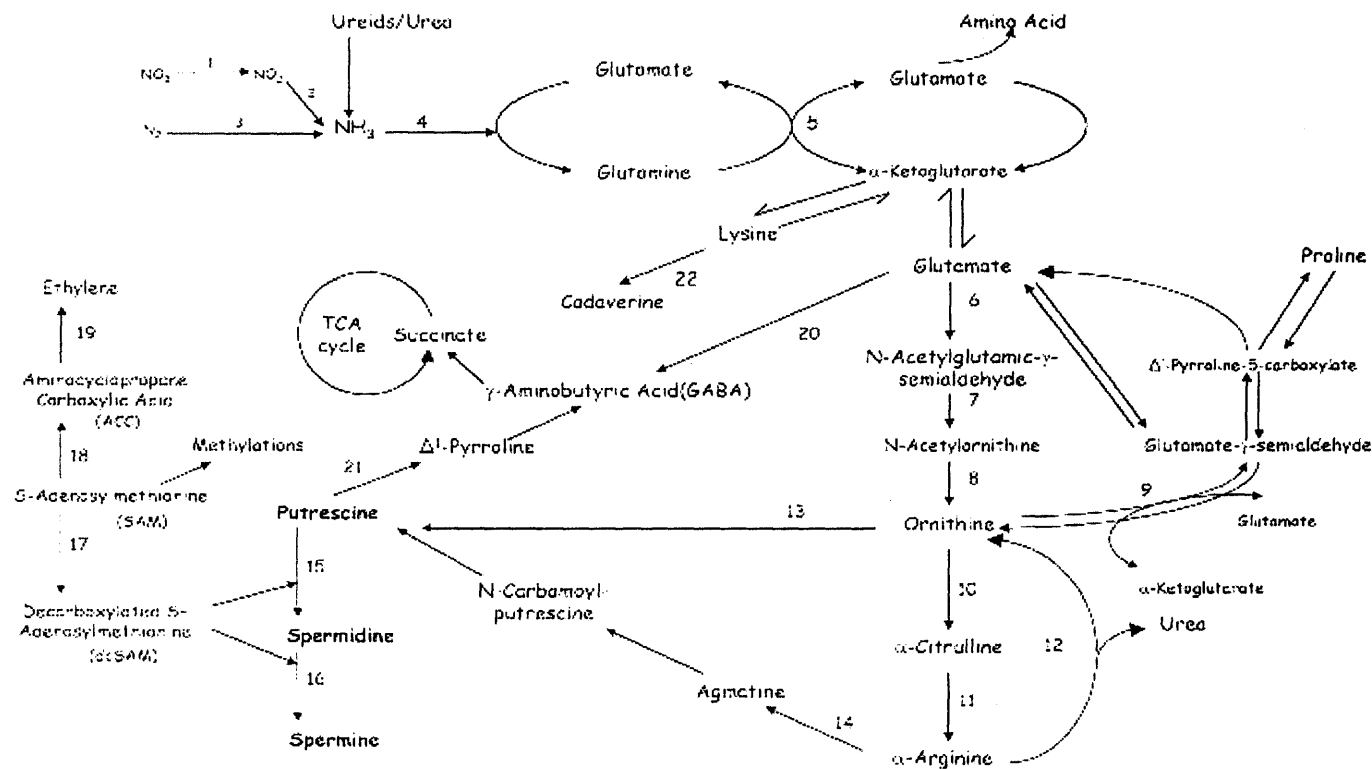 Ureids/Urea
Amino Acid
NO₃
1
NO₂
2
Glutamate
Glutamate
N₂
3
NH₃
4
5
Glutamine
α-Ketoglutarate
Lysine
22
Cadaverine
Glutamate
Proline
6
20
Ethylene
19
TCA
cycle
Succinate
N-Acetylglutamic-γ-
semialdehyde
Δ¹-Pyrroline-5-carboxylate
Aminocyclopropane
Carboxylic Acid
(ACC)
γ-Aminobutyric Acid(GABA)
7
18
Methylations
Δ¹-Pyrroline
N-Acetylornithine
Glutamate-γ-semialdehyde
21
8
9
S-Adenosy methianine
(SAM)
Putrescine
13
Ornithine
Glutamate
17
15
N-Carbamoyl-
putrescine
10
α-Ketoglutarate
Decarboxylated S-
Adenosylmethianine
(dcSAM)
Spermidine
α-Citrulline
12
Urea
16
Agmatine
11
14
Spermine
α-Arginine